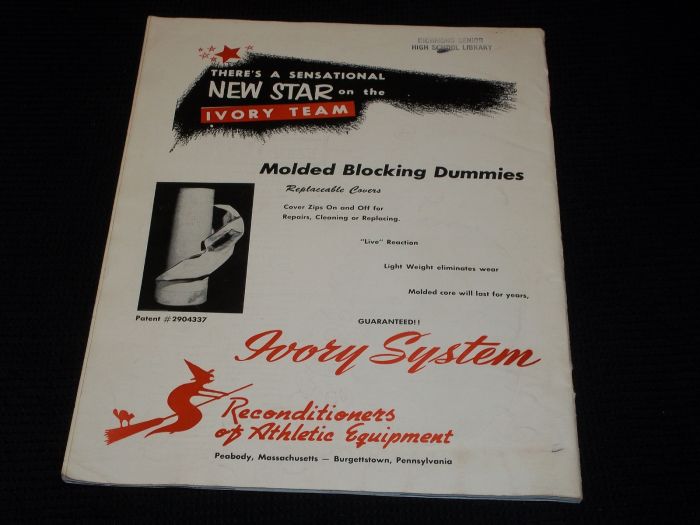 RICHMOND SENIOR
HIGH SCHOOL LIBRARY
THERE'S A SENSATIONAL
NEW STAR on the
IVORY TEAM
Molded Blocking Dummies
Replaceable Covers
Cover Zips On and Off for
Repairs, Cleaning or Replacing.
"Live" Reaction
Light Weight eliminates wear
Molded core will last for years,
Patent #2904337
GUARANTEED!!
Ivory System
Reconditioners
of Athletic Equipment
Peabody, Massachusetts — Burgettstown, Pennsylvania